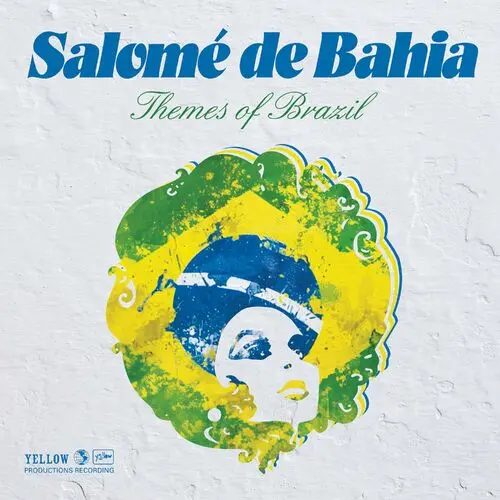 Salomé de Bahia
Themes of Brazil
YELLOW
PRODUCTIONS RECORDING